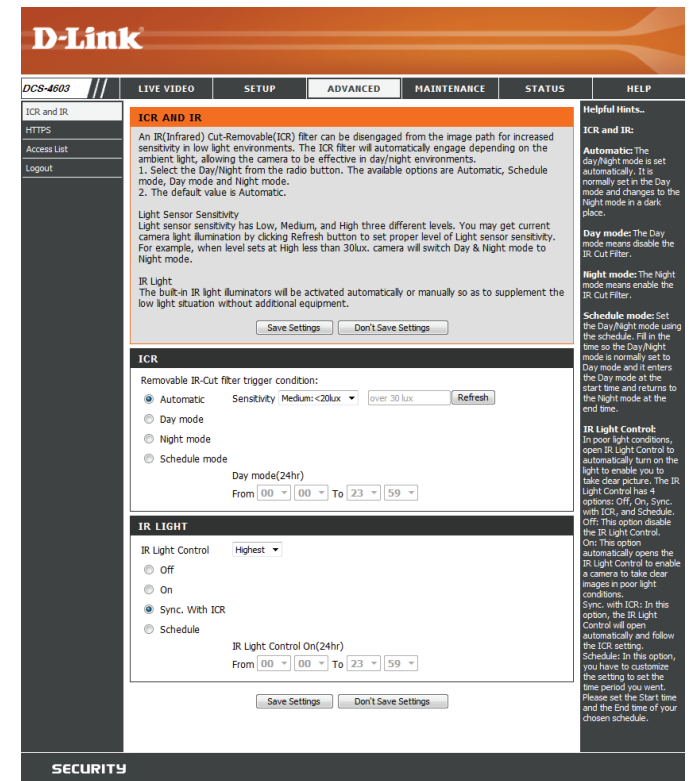 D-Link
DCS-4603
LIVE VIDEO
SETUP
ADVANCED
MAINTENANCE
STATUS
HELP
ICR and IR
HTTPS
Access List
Logout
ICR AND IR
An IR(Infrared) Cut-Removable(ICR) filter can be disengaged from the image path for increased
sensitivity in low light environments. The ICR filter will automatically engage depending on the
ambient light, allowing the camera to be effective in day/night environments.
1. Select the Day/Night from the radio button. The available options are Automatic, Schedule
mode, Day mode and Night mode.
2. The default value is Automatic.
Light Sensor Sensitivity
Light sensor sensitivity has Low, Medium, and High three different levels. You may get current
camera light illumination by clicking Refresh button to set proper level of Light sensor sensitivity.
For example, when level sets at High less than 30lux. camera will switch Day & Night mode to
Night mode.
IR Light
The built-in IR light illuminators will be activated automatically or manually so as to supplement the
low light situation without additional equipment.
Save Settings Don't Save Settings
ICR
Removable IR-Cut filter trigger condition:
Automatic Sensitivity Medium:<20lux over 30 lux Refresh
Day mode
Night mode
Schedule mode
Day mode(24hr)
From 00 00 To 23 59
IR LIGHT
IR Light Control Highest
Off
On
Sync. With ICR
Schedule
IR Light Control On(24hr)
From 00 00 To 23 59
Save Settings Don't Save Settings
Helpful Hints..
ICR and IR:
Automatic: The
day/Night mode is set
automatically. It is
normally set in the Day
mode and changes to the
Night mode in a dark
place.
Day mode: The Day
mode means disable the
IR Cut Filter.
Night mode: The Night
mode means enable the
IR Cut Filter.
Schedule mode: Set
the Day/Night mode using
the schedule. Fill in the
time so the Day/Night
mode is normally set to
Day mode and it enters
the Day mode at the
start time and returns to
the Night mode at the
end time.
IR Light Control:
In poor light conditions,
open IR Light Control to
automatically turn on the
light to enable you to
take clear picture. The IR
Light Control has 4
options: Off, On, Sync.
with ICR, and Schedule.
Off: This option disable
the IR Light Control.
On: This option
automatically opens the
IR Light Control to enable
a camera to take clear
images in poor light
conditions.
Sync. with ICR: In this
option, the IR Light
Control will open
automatically and follow
the ICR setting.
Schedule: In this option,
you have to customize
the setting to set the
time period you went.
Please set the Start time
and the End time of your
chosen schedule.
SECURITY